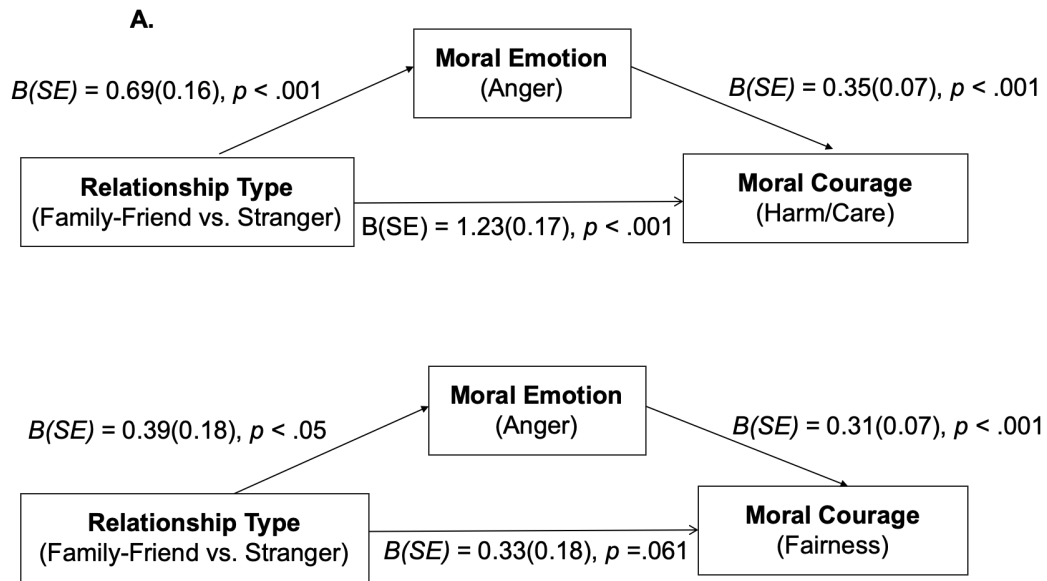 A.
Moral Emotion
(Anger)
B(SE) = 0.69(0.16), p < .001
B(SE) = 0.35(0.07), p < .001
Relationship Type
(Family-Friend vs. Stranger)
Moral Courage
(Harm/Care)
B(SE) = 1.23(0.17), p < .001
Moral Emotion
(Anger)
B(SE) = 0.39(0.18), p < .05
B(SE) = 0.31(0.07), p < .001
Relationship Type
(Family-Friend vs. Stranger)
Moral Courage
(Fairness)
B(SE) = 0.33(0.18), p =.061